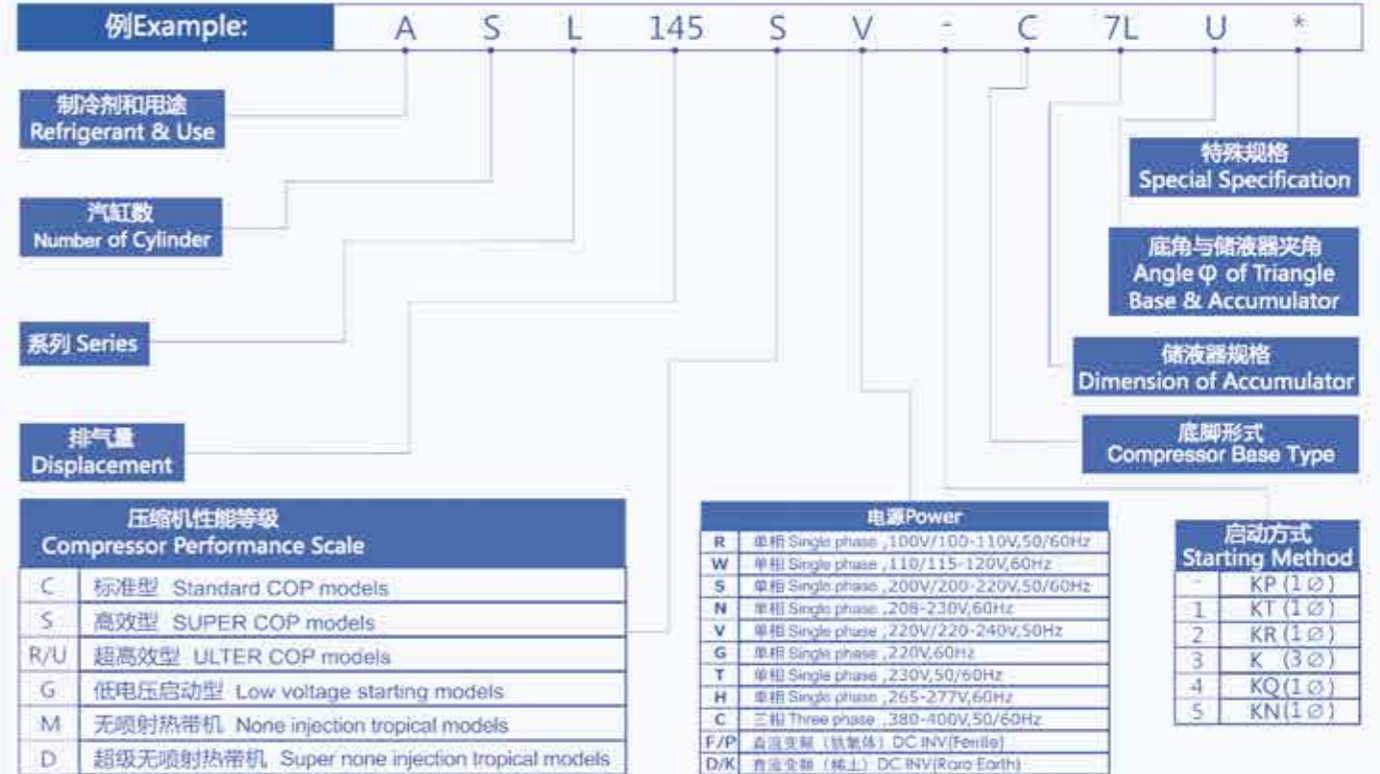 例Example: A S L 145 S V - C 7L U *
制冷剂和用途
Refrigerant & Use
汽缸数
Number of Cylinder
系列 Series
排气量
Displacement
特殊规格
Special Specification
底角与储液器夹角
Angle φ of Triangle
Base & Accumulator
储液器规格
Dimension of Accumulator
底脚形式
Compressor Base Type
压缩机性能等级
Compressor Performance Scale
C 标准型 Standard COP models
S 高效型 SUPER COP models
R/U 超高效型 ULTER COP models
G 低电压启动型 Low voltage starting models
M 无喷射热带机 None injection tropical models
D 超级无喷射热带机 Super none injection tropical models
电源Power
R 单相 Single phase ,100V/100-110V,50/60Hz
W 单相 Single phase ,110/115-120V,60Hz
S 单相 Single phase ,200V/200-220V,50/60Hz
N 单相 Single phase ,208-230V,60Hz
V 单相 Single phase ,220V/220-240V,50Hz
G 单相 Single phase ,220V,60Hz
T 单相 Single phase ,230V,50/60Hz
H 单相 Single phase ,265-277V,60Hz
C 三相 Three phase ,380-400V,50/60Hz
F/P 直流变频（铁氧体）DC INV(Ferrite)
D/K 直流变频（稀土）DC INV(Rare Earth)
启动方式
Starting Method
- KP (1∅)
1 KT (1∅)
2 KR (1∅)
3 K (3∅)
4 KQ(1∅)
5 KN(1∅)